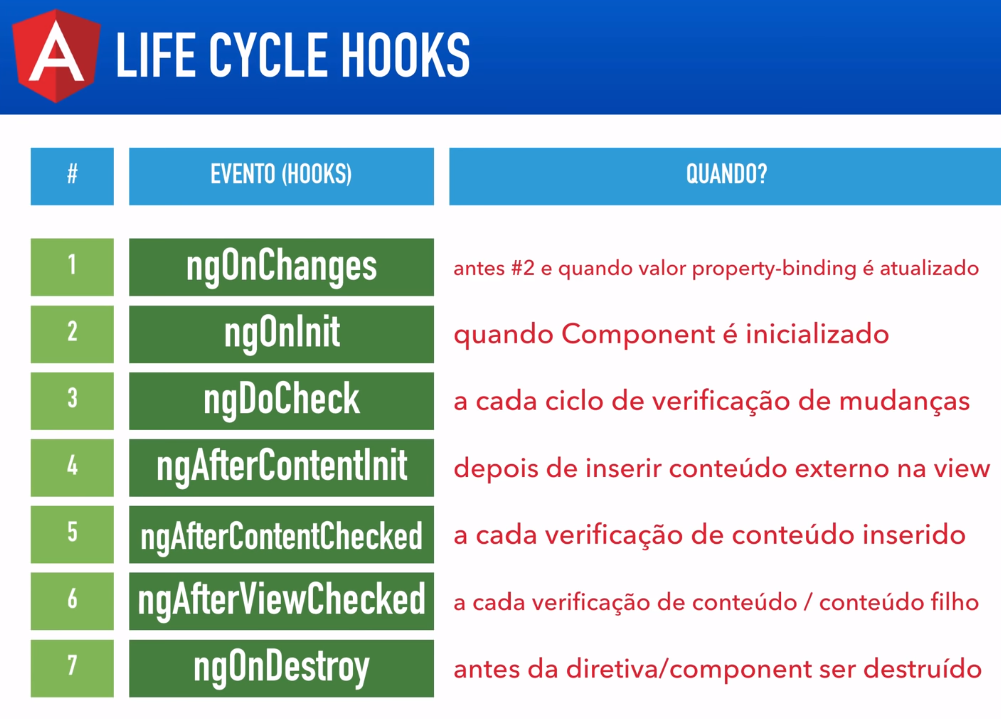 A LIFE CYCLE HOOKS
# EVENTO (HOOKS) QUANDO?
1 ngOnChanges antes #2 e quando valor property-binding é atualizado
2 ngOnInit quando Component é inicializado
3 ngDoCheck a cada ciclo de verificação de mudanças
4 ngAfterContentInit depois de inserir conteúdo externo na view
5 ngAfterContentChecked a cada verificação de conteúdo inserido
6 ngAfterViewChecked a cada verificação de conteúdo / conteúdo filho
7 ngOnDestroy antes da diretiva/component ser destruído